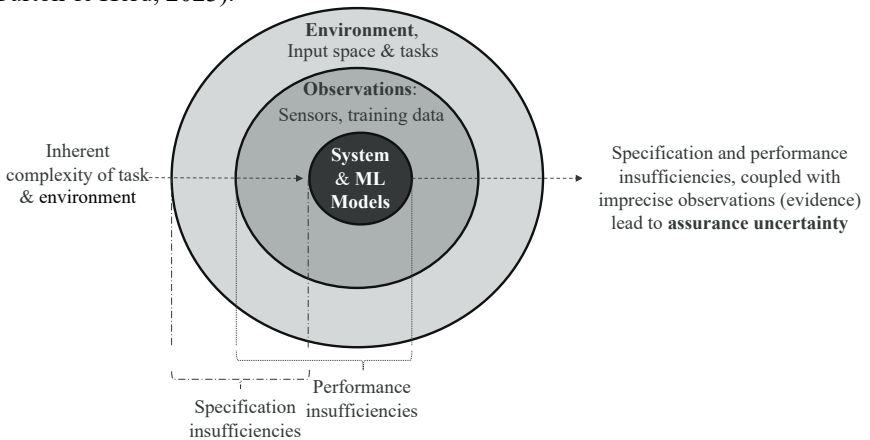 Environment,
Input space & tasks
Observations:
Sensors, training data
System
& ML
Models
Inherent
complexity of task
& environment
Specification and performance
insufficiencies, coupled with
imprecise observations (evidence)
lead to assurance uncertainty
Performance
insufficiencies
Specification
insufficiencies